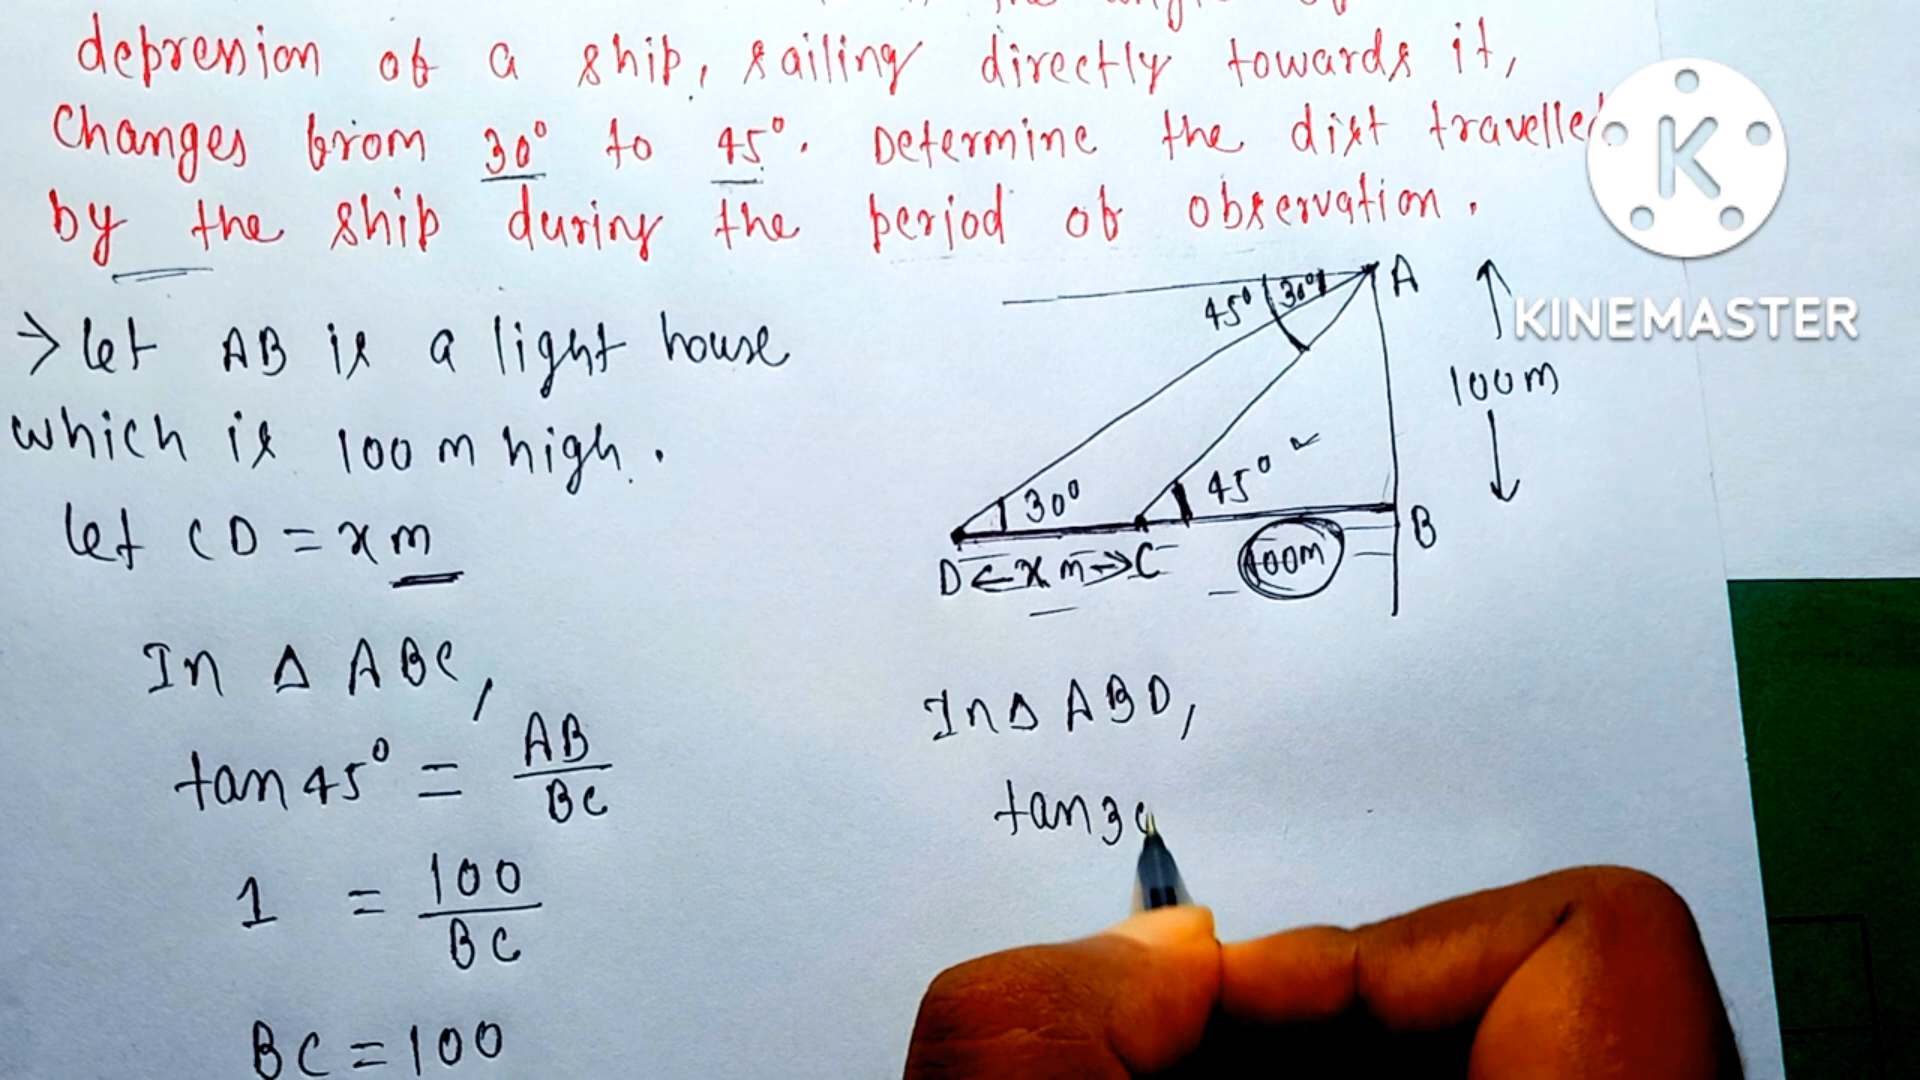 depression of a ship, sailing directly towards it,
changes from 30° to 45°. Determine the dist travelled
by the ship during the period of observation.
→ let AB is a light house
which is 100 m high.
let CD = x m
In Δ ABC,
tan 45° = AB/BC
1 = 100/BC
BC = 100
45° 30° A
100m
30° 45° ✓
D ← x m → C 100m B
In Δ ABD,
tan 30
K
KINEMASTER